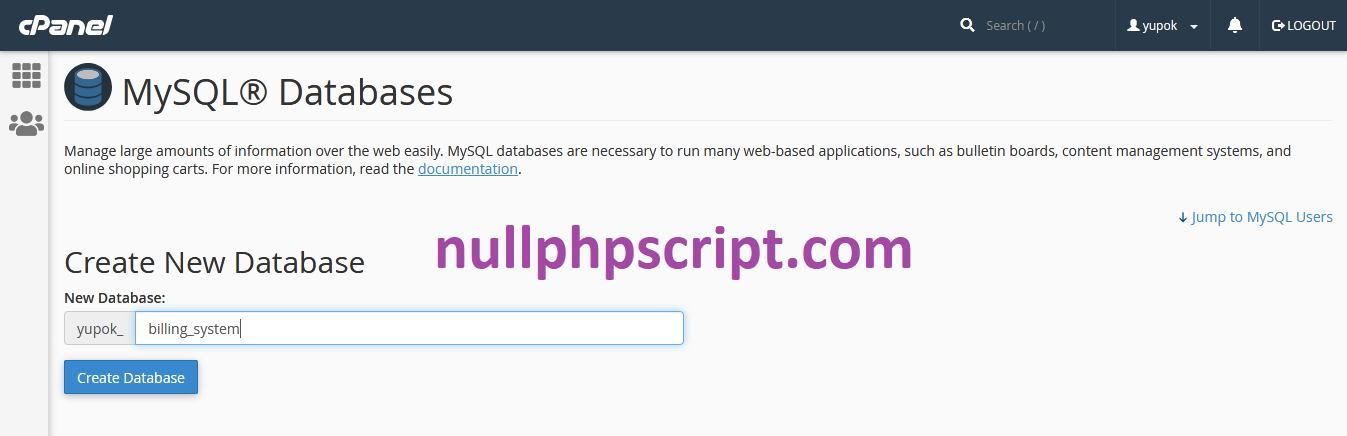 cPanel
Search ( / )
yupok
LOGOUT
MySQL® Databases
Manage large amounts of information over the web easily. MySQL databases are necessary to run many web-based applications, such as bulletin boards, content management systems, and
online shopping carts. For more information, read the documentation.
Jump to MySQL Users
nullphpscript.com
Create New Database
New Database:
yupok_ billing_system
Create Database